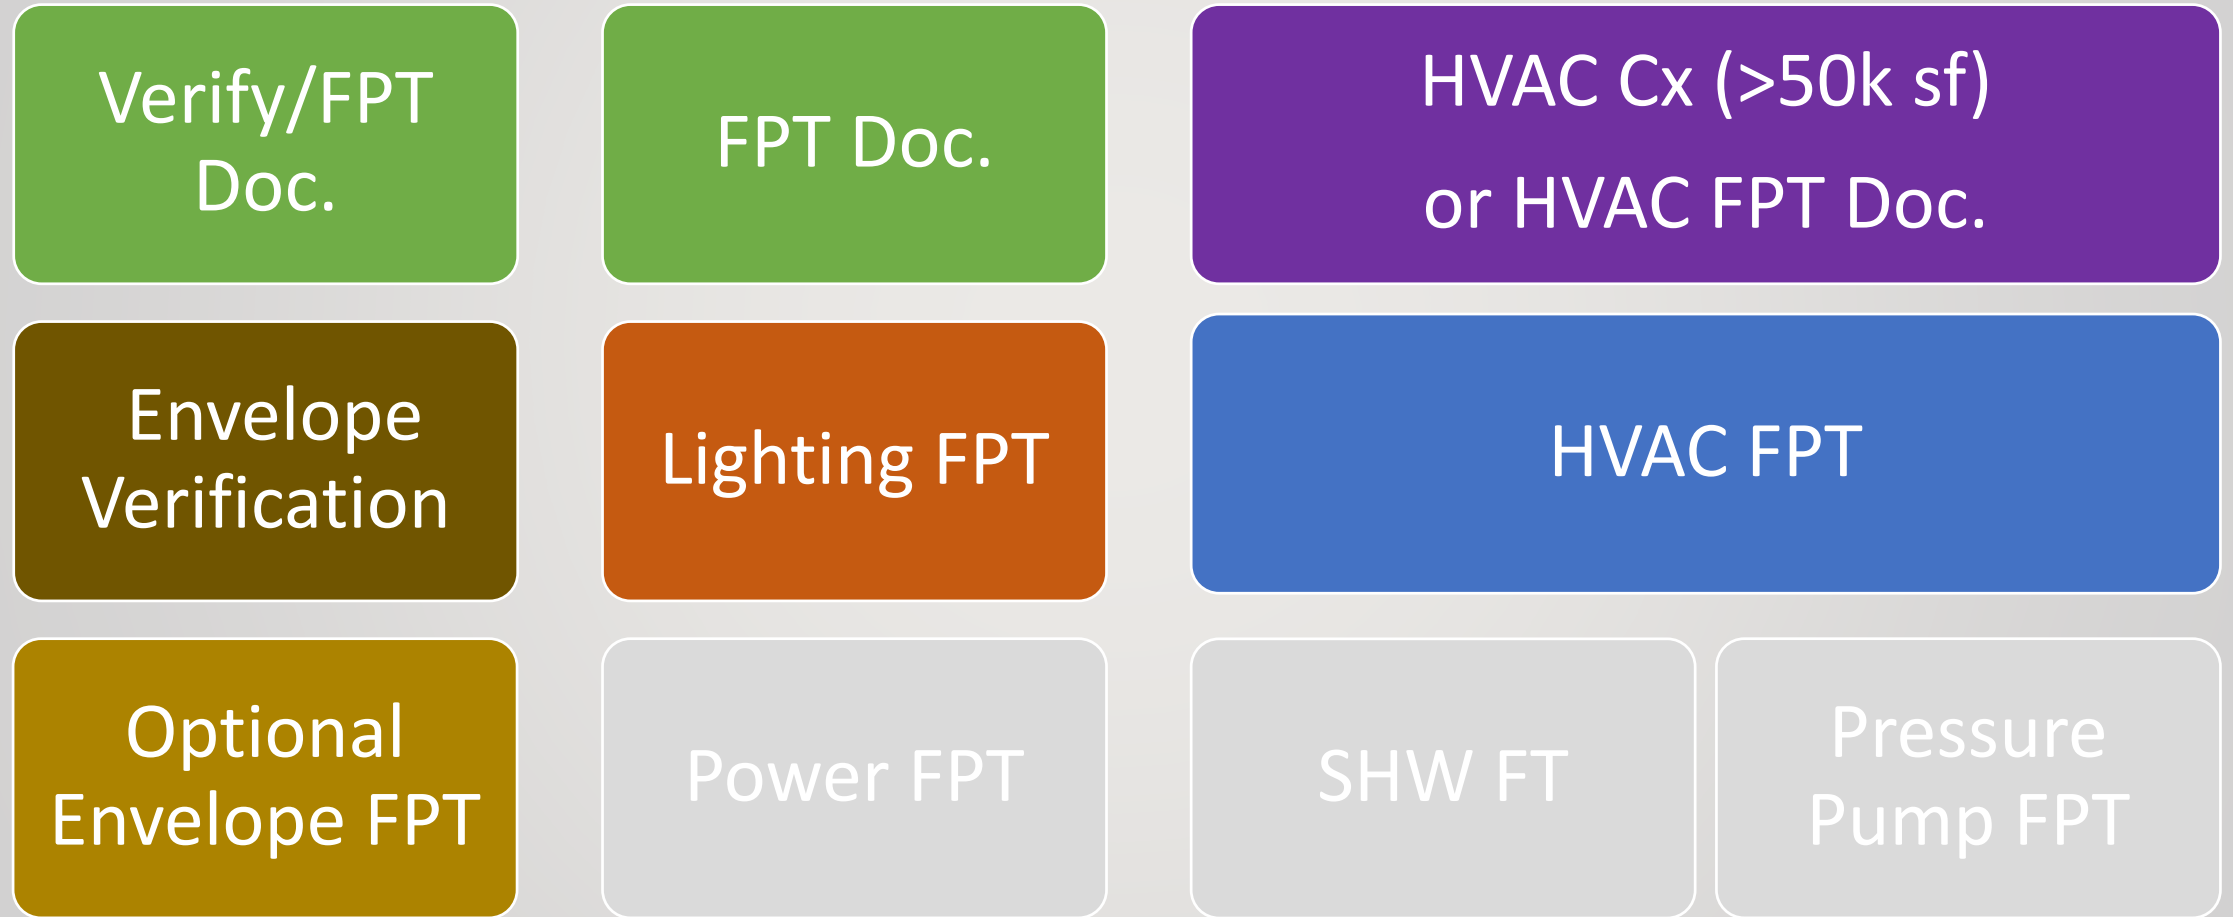 Verify/FPT
Doc.
FPT Doc.
HVAC Cx (>50k sf)
or HVAC FPT Doc.
Envelope
Verification
Lighting FPT
HVAC FPT
Optional
Envelope FPT
Power FPT
SHW FT
Pressure
Pump FPT